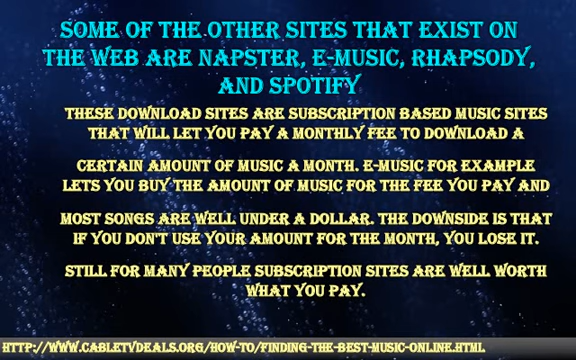 SOME OF THE OTHER SITES THAT EXIST ON
THE WEB ARE NAPSTER, E-MUSIC, RHAPSODY,
AND SPOTIFY
THESE DOWNLOAD SITES ARE SUBSCRIPTION BASED MUSIC SITES
THAT WILL LET YOU PAY A MONTHLY FEE TO DOWNLOAD A
CERTAIN AMOUNT OF MUSIC A MONTH. E-MUSIC FOR EXAMPLE
LETS YOU BUY THE AMOUNT OF MUSIC FOR THE FEE YOU PAY AND
MOST SONGS ARE WELL UNDER A DOLLAR. THE DOWNSIDE IS THAT
IF YOU DON'T USE YOUR AMOUNT FOR THE MONTH, YOU LOSE IT.
STILL FOR MANY PEOPLE SUBSCRIPTION SITES ARE WELL WORTH
WHAT YOU PAY.
HTTP://WWW.CABLETVDEALS.ORG/HOW-TO/FINDING-THE-BEST-MUSIC-ONLINE.HTML